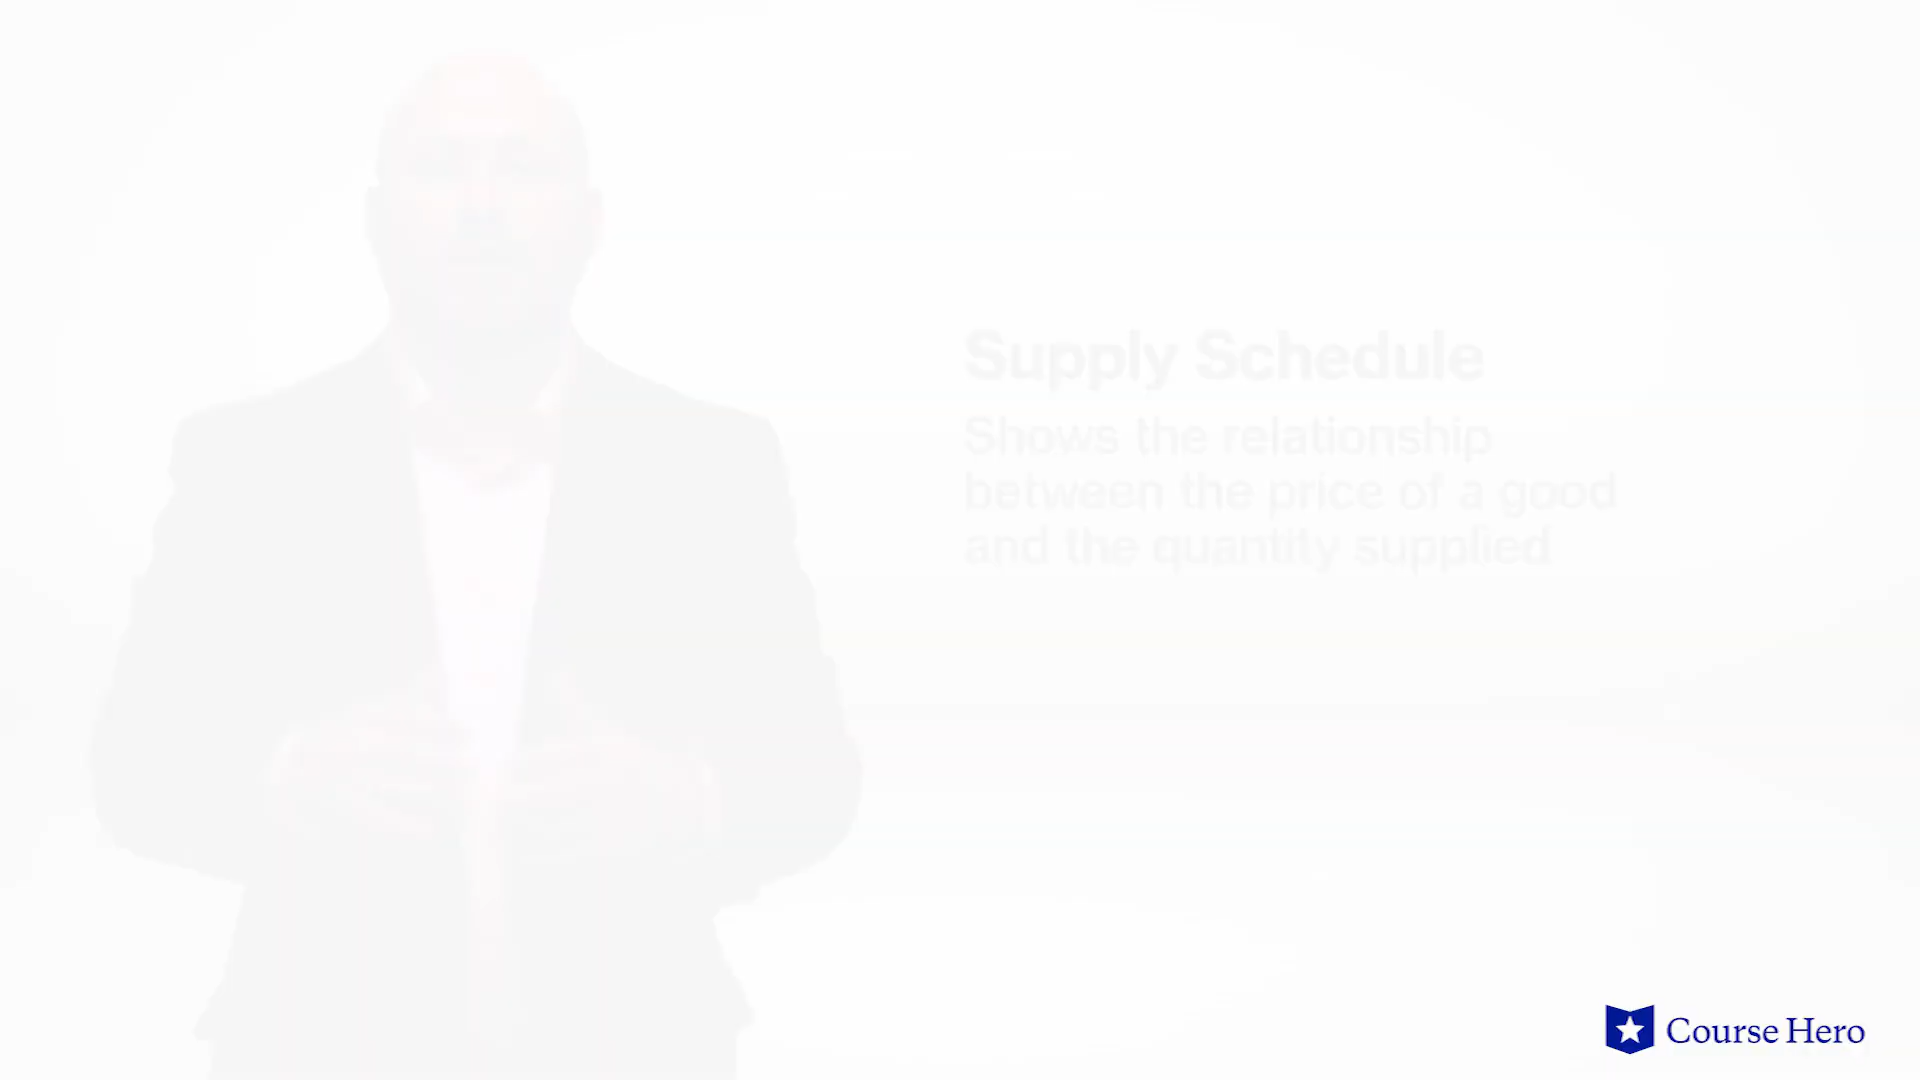 Supply Schedule
Shows the relationship
between the price of a good
and the quantity supplied
Course Hero